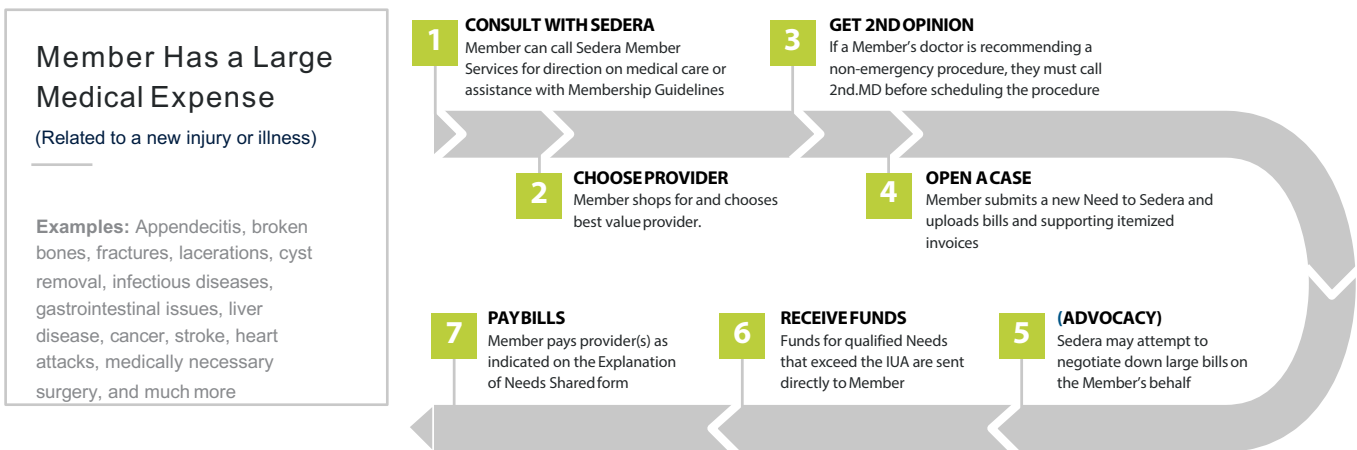 Member Has a Large
Medical Expense
(Related to a new injury or illness)
Examples: Appendecitis, broken
bones, fractures, lacerations, cyst
removal, infectious diseases,
gastrointestinal issues, liver
disease, cancer, stroke, heart
attacks, medically necessary
surgery, and much more
1
CONSULT WITH SEDERA
Member can call Sedera Member
Services for direction on medical care or
assistance with Membership Guidelines
2
CHOOSE PROVIDER
Member shops for and chooses
best value provider.
3
GET 2ND OPINION
If a Member's doctor is recommending a
non-emergency procedure, they must call
2nd.MD before scheduling the procedure
4
OPEN A CASE
Member submits a new Need to Sedera and
uploads bills and supporting itemized
invoices
5
(ADVOCACY)
Sedera may attempt to
negotiate down large bills on
the Member's behalf
6
RECEIVE FUNDS
Funds for qualified Needs
that exceed the IUA are sent
directly to Member
7
PAY BILLS
Member pays provider(s) as
indicated on the Explanation
of Needs Shared form